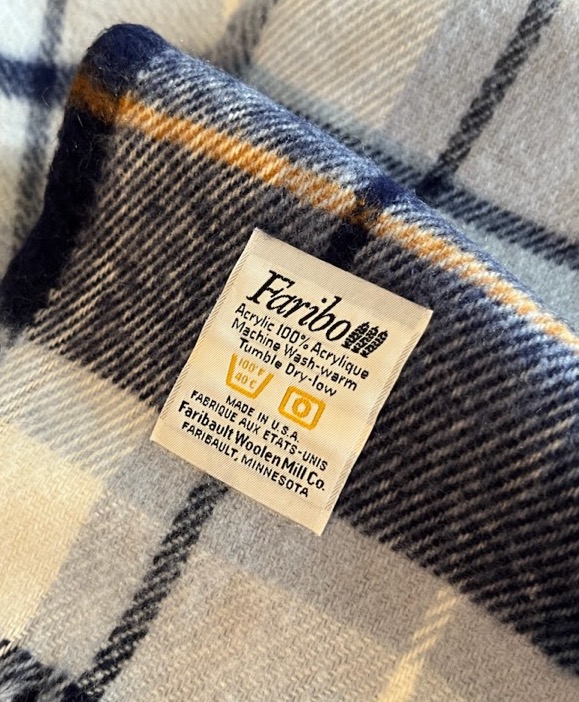 Faribo
Acrylic 100% Acrylique
Machine Wash-warm
Tumble Dry-low
100°F
40°C
MADE IN U.S.A.
FABRIQUE AUX ETATS-UNIS
Faribault Woolen Mill Co.
FARIBAULT, MINNESOTA